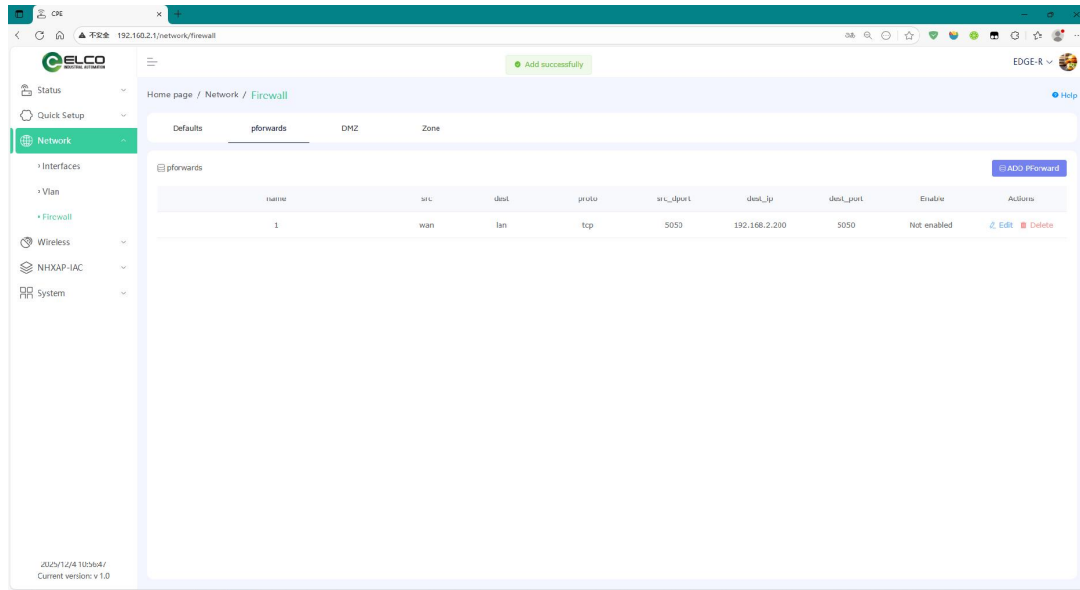 CPE
不安全 192.168.2.1/network/firewall
ELCO
INDUSTRIAL AUTOMATION
Add successfully
EDGE-R
Status
Home page / Network / Firewall
Help
Quick Setup
Defaults pforwards DMZ Zone
Network
Interfaces
pforwards
ADD PForward
Vlan
name src dest proto src_dport dest_ip dest_port Enable Actions
Firewall
1 wan lan tcp 5050 192.168.2.200 5050 Not enabled Edit Delete
Wireless
NHXAP-IAC
System
2025/12/4 10:56:47
Current version: v 1.0